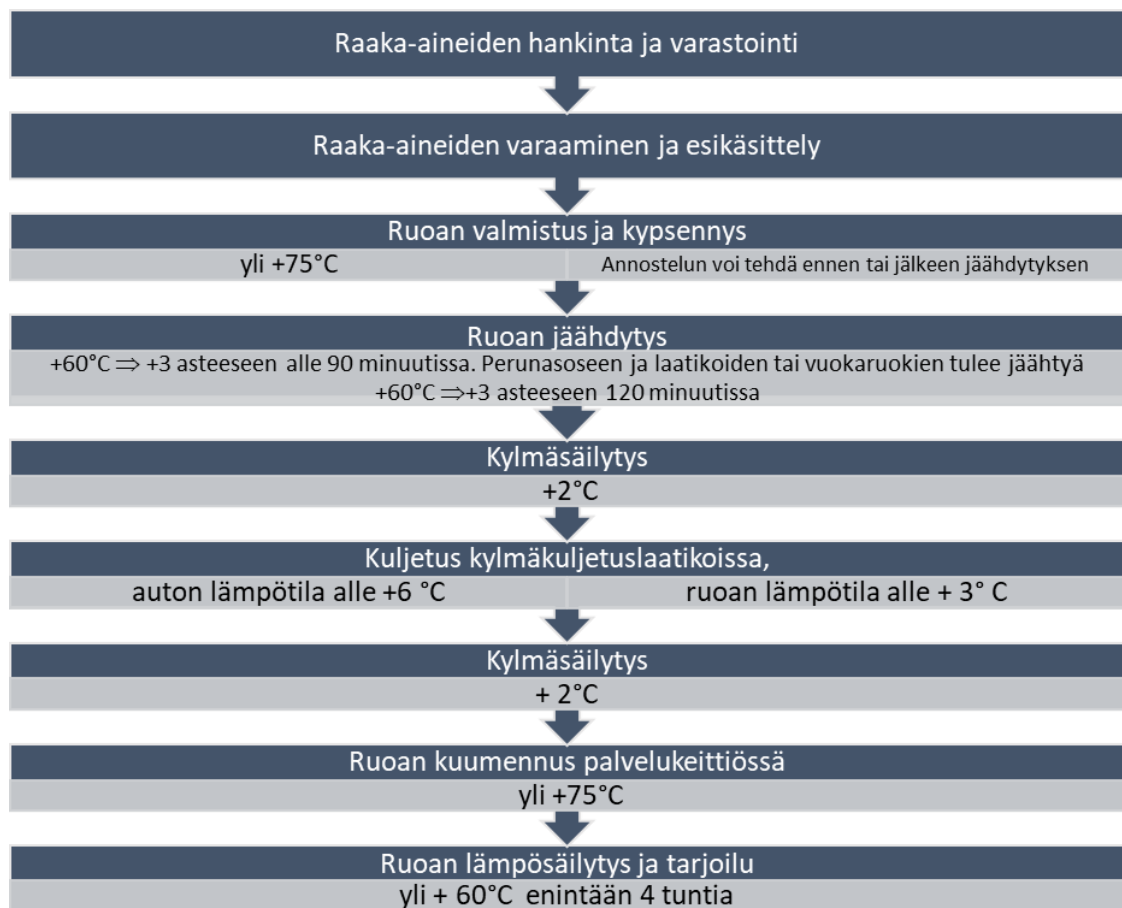 Raaka-aineiden hankinta ja varastointi
Raaka-aineiden varaaminen ja esikäsittely
Ruoan valmistus ja kypsennys
yli +75°C
Annostelun voi tehdä ennen tai jälkeen jäähdytyksen
Ruoan jäähdytys
+60°C ⇒ +3 asteeseen alle 90 minuutissa. Perunasoseen ja laatikoiden tai vuokaruokien tulee jäähtyä
+60°C ⇒+3 asteeseen 120 minuutissa
Kylmäsäilytys
+2°C
Kuljetus kylmäkuljetuslaatikoissa,
auton lämpötila alle +6 °C
ruoan lämpötila alle + 3° C
Kylmäsäilytys
+ 2°C
Ruoan kuumennus palvelukeittiössä
yli +75°C
Ruoan lämpösäilytys ja tarjoilu
yli + 60°C enintään 4 tuntia